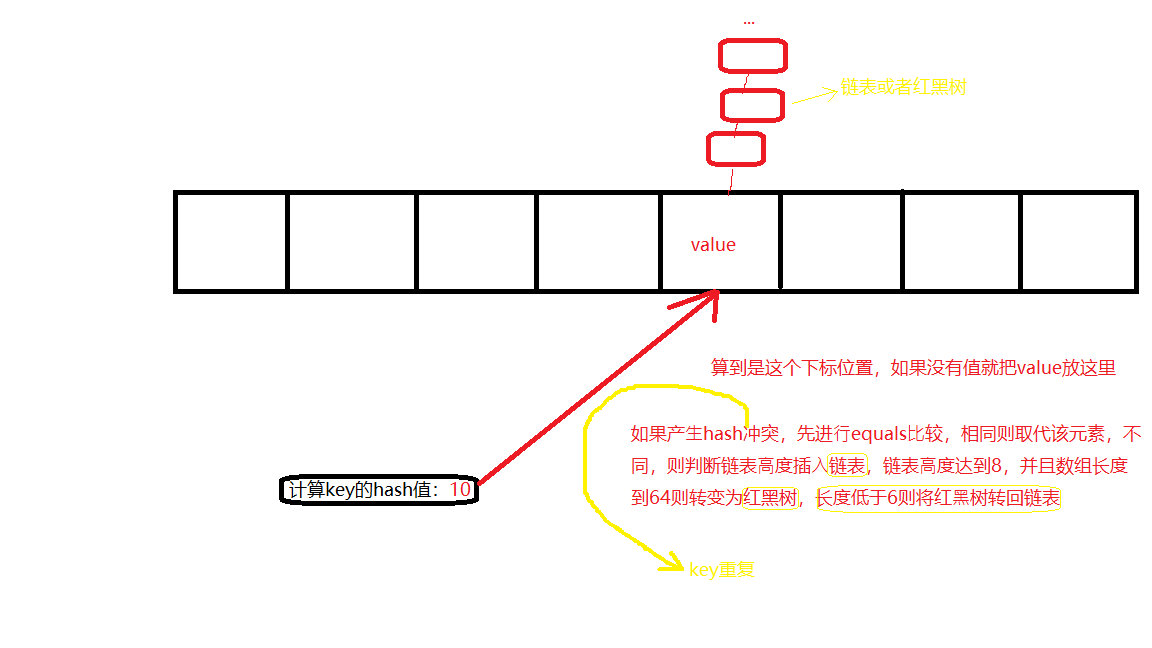 ...
链表或者红黑树
value
算到是这个下标位置，如果没有值就把value放这里
如果产生hash冲突，先进行equals比较，相同则取代该元素，不
同，则判断链表高度插入链表，链表高度达到8，并且数组长度
到64则转变为红黑树，长度低于6则将红黑树转回链表
计算key的hash值：10
key重复